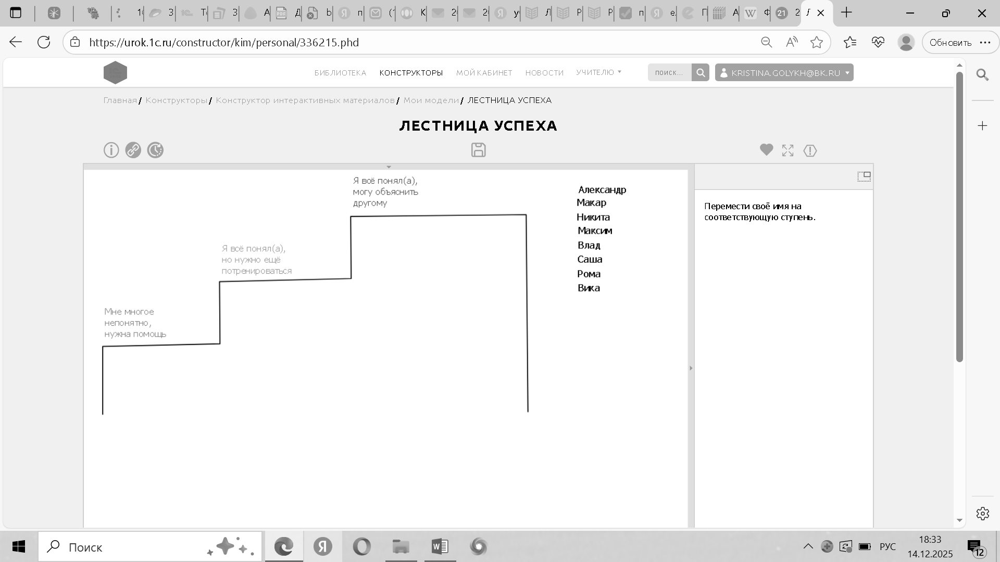 https://urok.1c.ru/constructor/kim/personal/336215.phd
Обновить
БИБЛИОТЕКА КОНСТРУКТОРЫ МОЙ КАБИНЕТ НОВОСТИ УЧИТЕЛЮ поиск... KRISTINA.GOLYKH@BK.RU
Главная / Конструкторы / Конструктор интерактивных материалов / Мои модели / ЛЕСТНИЦА УСПЕХА
ЛЕСТНИЦА УСПЕХА
Я всё понял(а),
могу объяснить
другому
Я всё понял(а),
но нужно ещё
потренироваться
Мне многое
непонятно,
нужна помощь
Александр
Макар
Никита
Максим
Влад
Саша
Рома
Вика
Перемести своё имя на
соответствующую ступень.
Поиск
РУС
18:33
14.12.2025
12